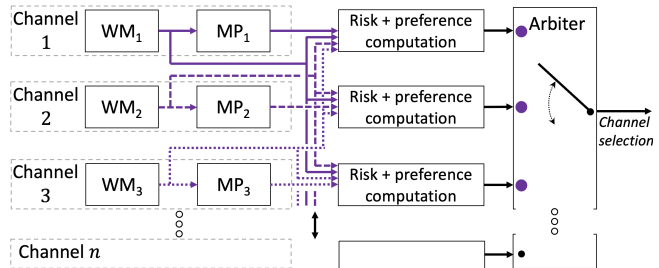 Channel
1
WM₁
MP₁
Risk + preference
computation
Arbiter
Channel
2
WM₂
MP₂
Risk + preference
computation
Channel
selection
Channel
3
WM₃
MP₃
Risk + preference
computation
Channel n